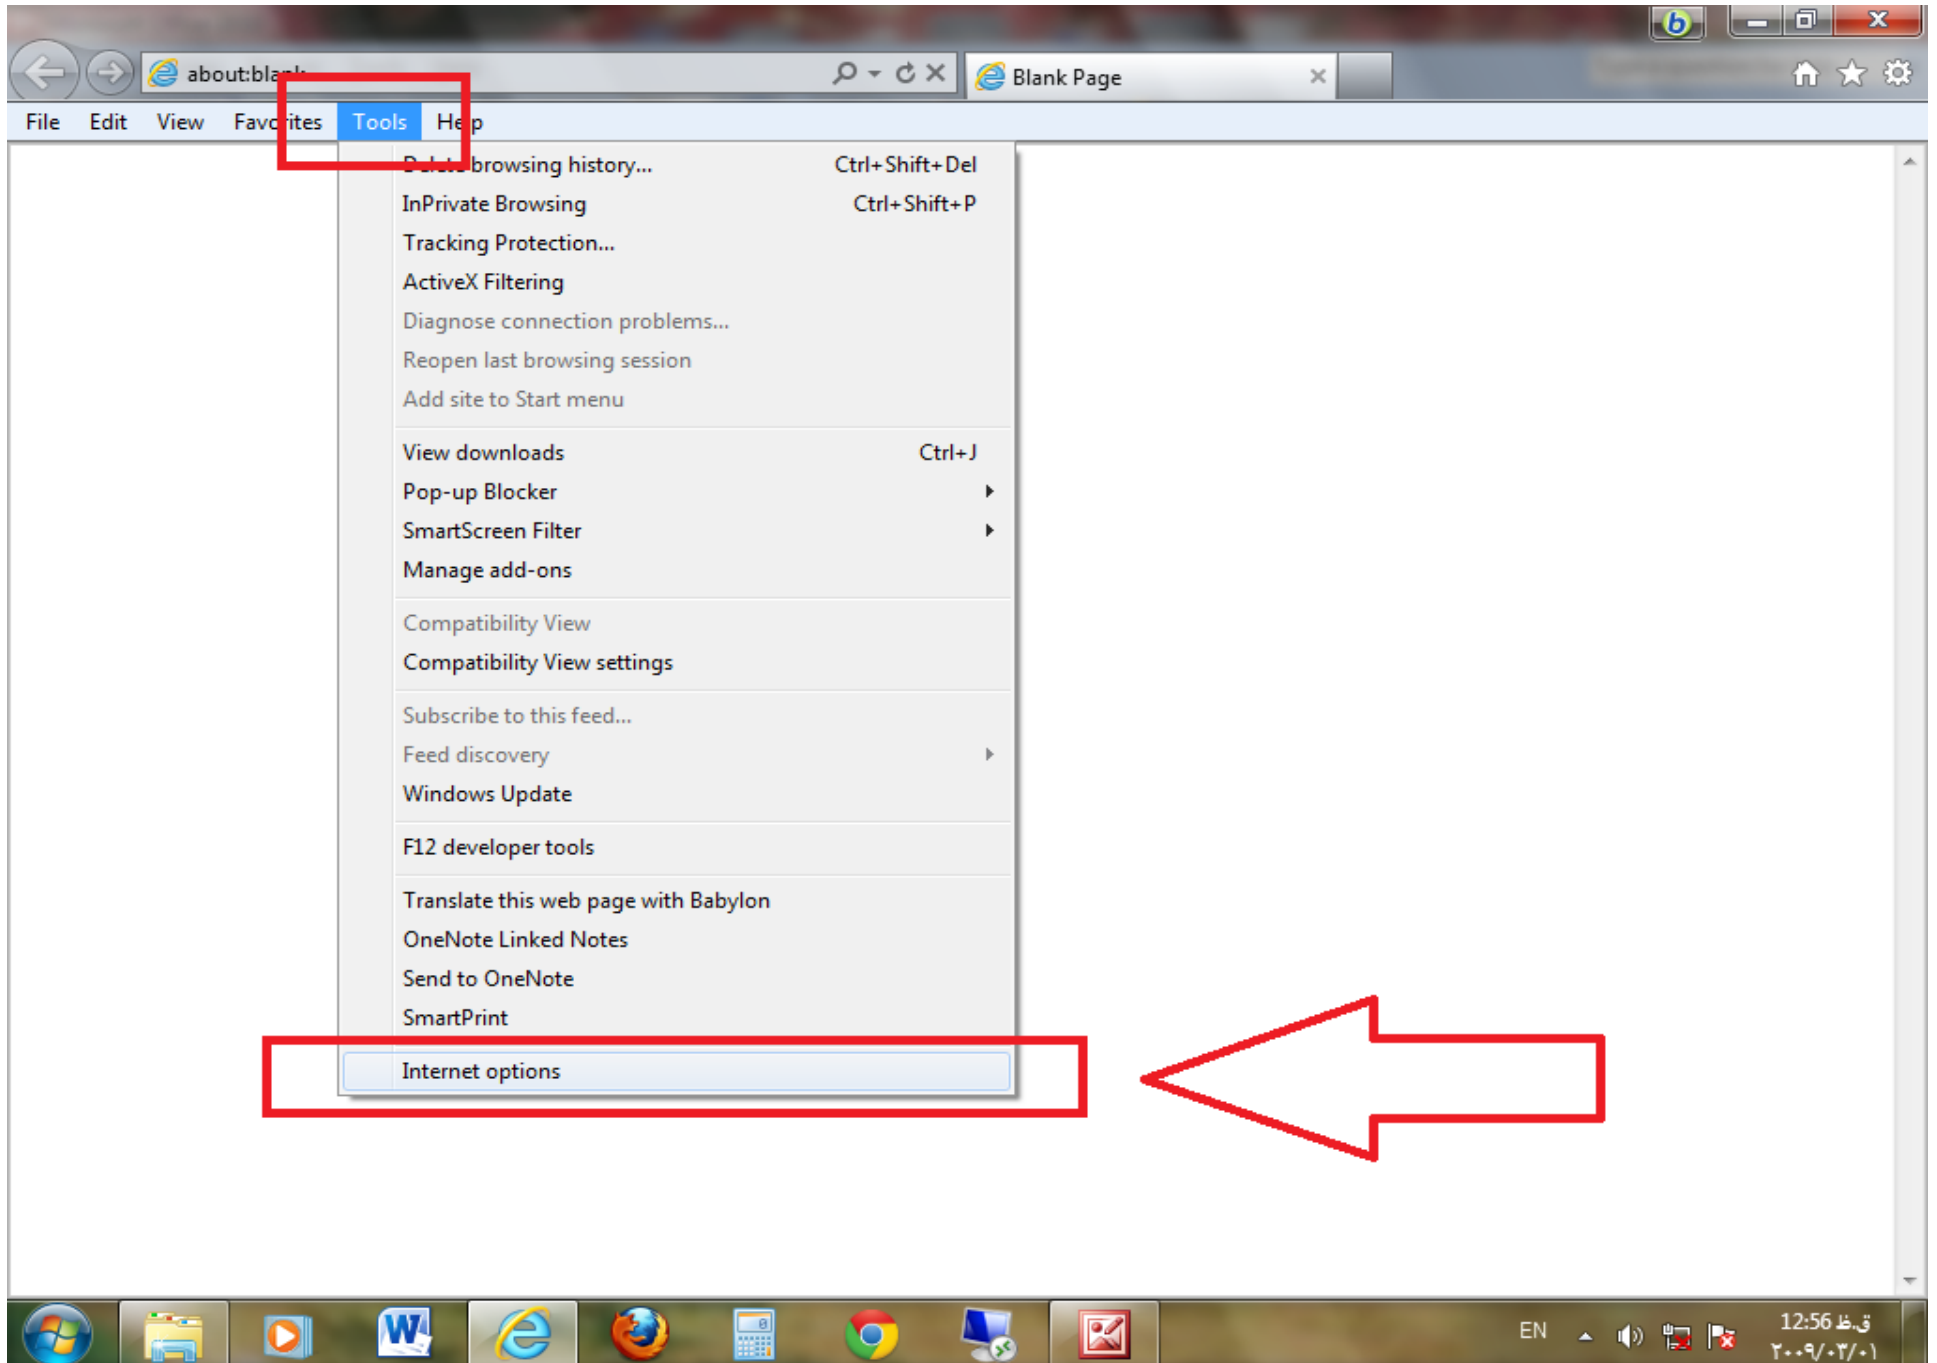 about:blank
Blank Page
File Edit View Favorites Tools Help
Delete browsing history... Ctrl+Shift+Del
InPrivate Browsing Ctrl+Shift+P
Tracking Protection...
ActiveX Filtering
Diagnose connection problems...
Reopen last browsing session
Add site to Start menu
View downloads Ctrl+J
Pop-up Blocker
SmartScreen Filter
Manage add-ons
Compatibility View
Compatibility View settings
Subscribe to this feed...
Feed discovery
Windows Update
F12 developer tools
Translate this web page with Babylon
OneNote Linked Notes
Send to OneNote
SmartPrint
Internet options
EN
12:56 ق.ظ
٢٠٠٩/٠٣/٠١